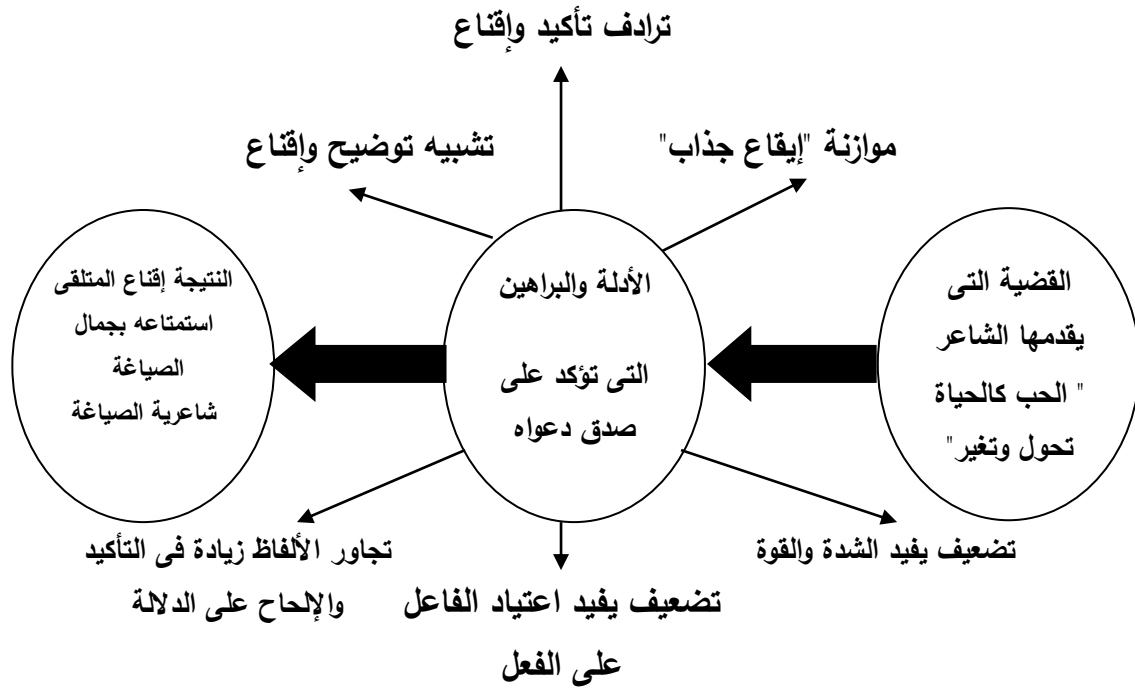 ترادف تأكيد وإقناع
موازنة "إيقاع جذاب"
تشبيه توضيح وإقناع
القضية التى
يقدمها الشاعر
" الحب كالحياة
تحول وتغير"
الأدلة والبراهين
التى تؤكد على
صدق دعواه
النتيجة إقناع المتلقى
استمتاعه بجمال
الصياغة
شاعرية الصياغة
تضعيف يفيد الشدة والقوة
تضعيف يفيد اعتياد الفاعل
على الفعل
تجاور الألفاظ زيادة فى التأكيد
والإلحاح على الدلالة